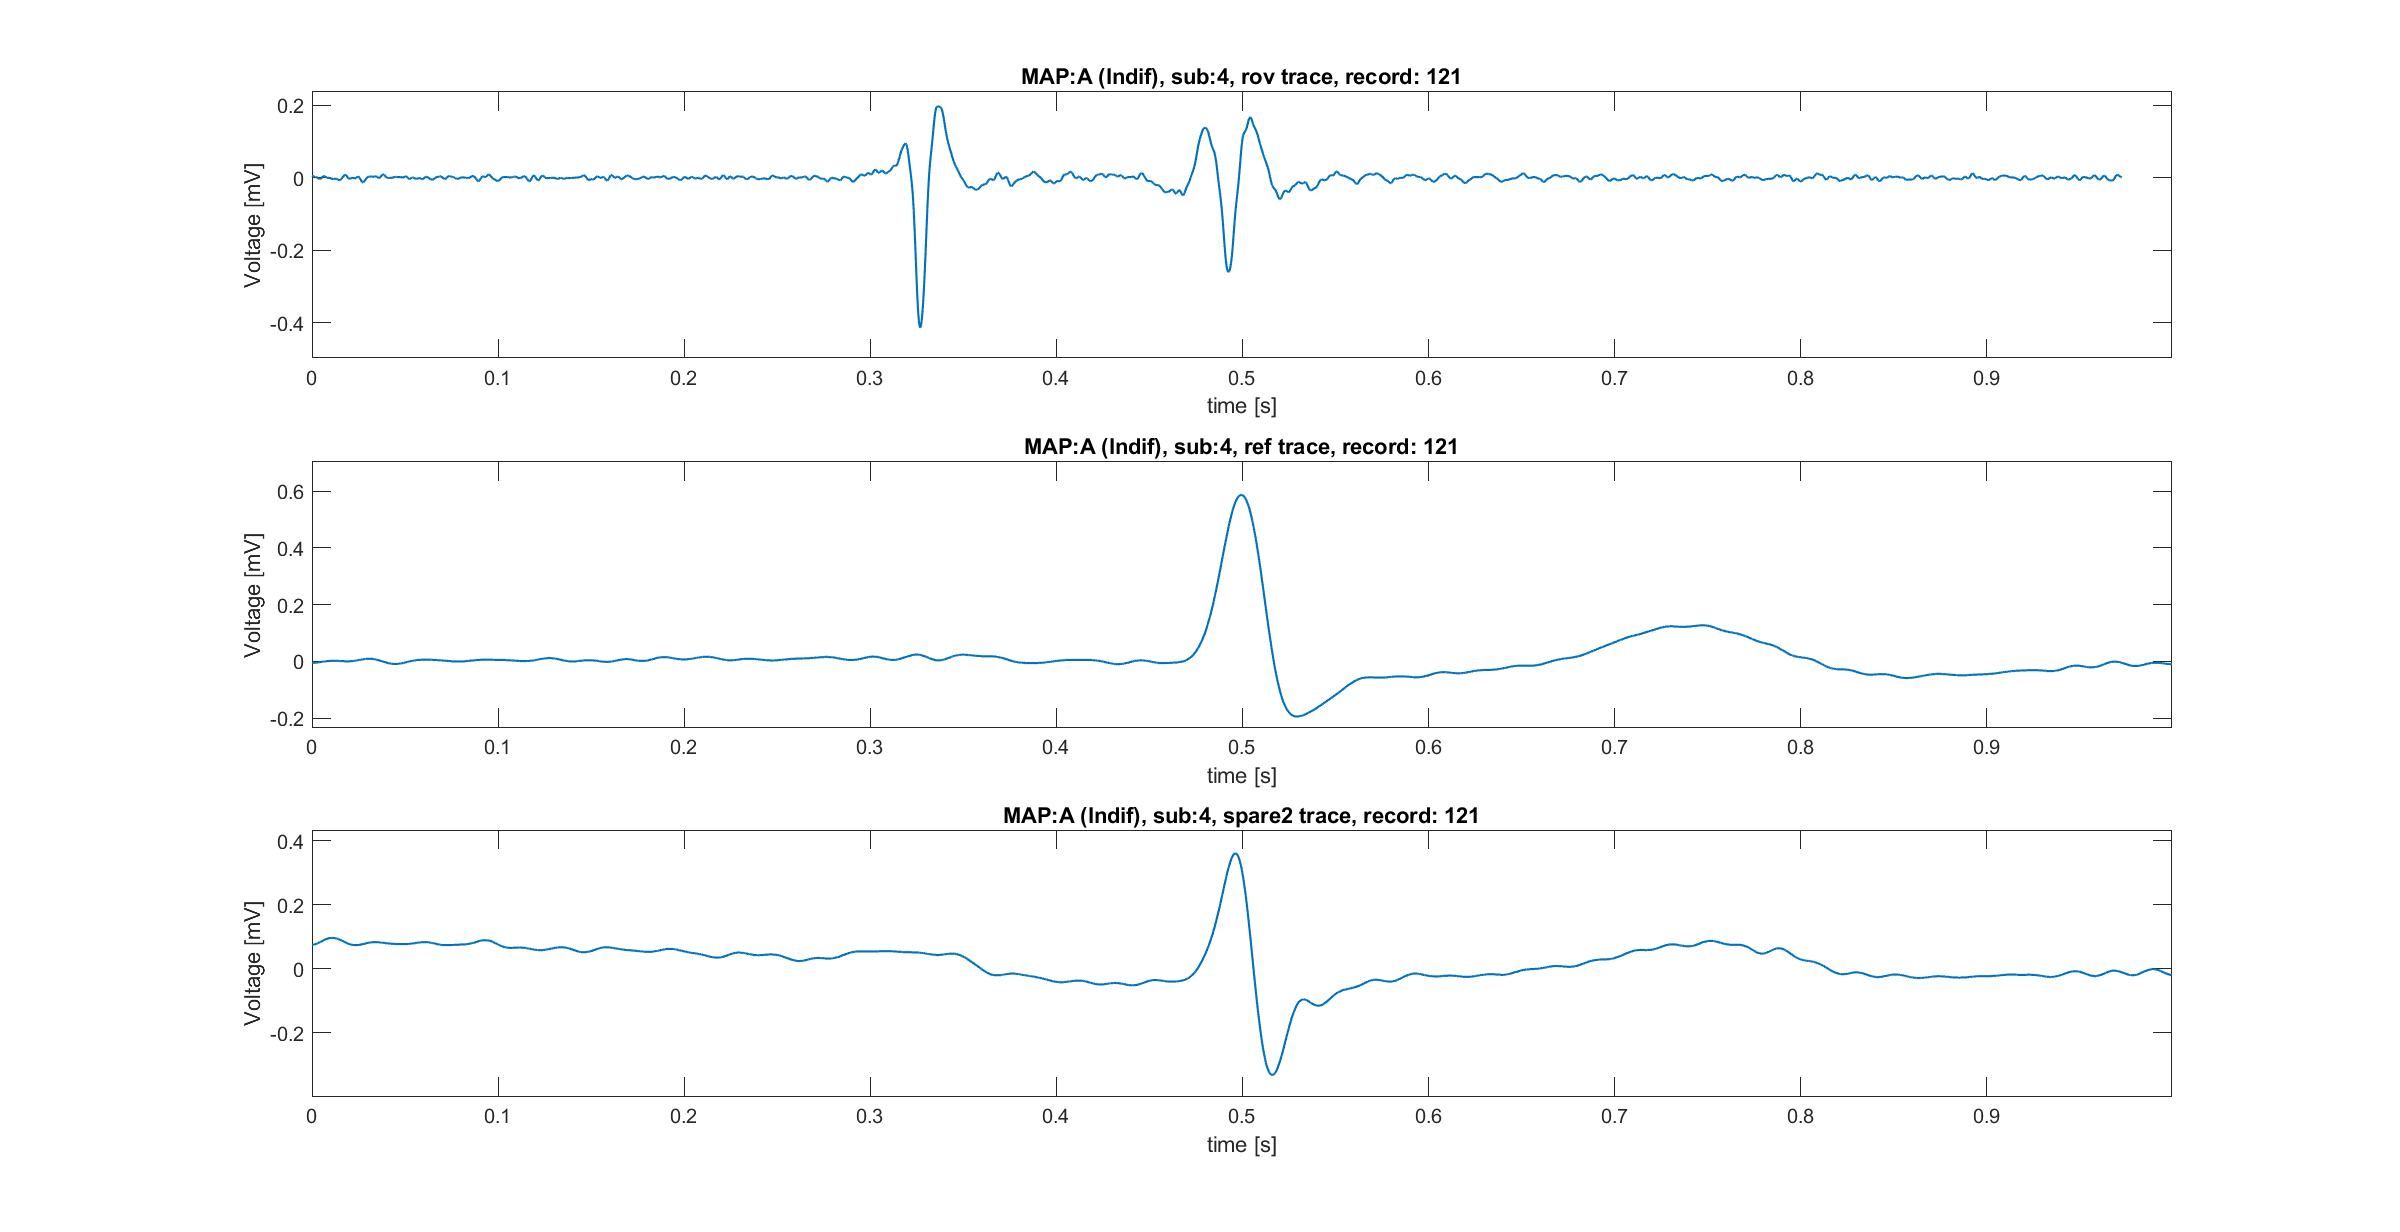 MAP:A (Indif), sub:4, rov trace, record: 121
0.2
0
-0.2
-0.4
Voltage [mV]
0 0.1 0.2 0.3 0.4 0.5 0.6 0.7 0.8 0.9
time [s]
MAP:A (Indif), sub:4, ref trace, record: 121
0.6
0.4
0.2
0
-0.2
Voltage [mV]
0 0.1 0.2 0.3 0.4 0.5 0.6 0.7 0.8 0.9
time [s]
MAP:A (Indif), sub:4, spare2 trace, record: 121
0.4
0.2
0
-0.2
Voltage [mV]
0 0.1 0.2 0.3 0.4 0.5 0.6 0.7 0.8 0.9
time [s]